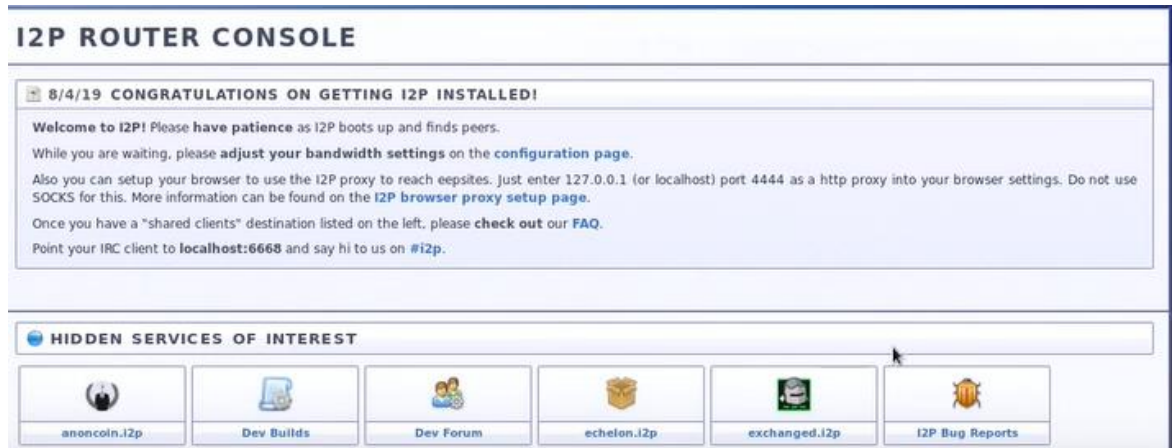 I2P ROUTER CONSOLE
8/4/19 CONGRATULATIONS ON GETTING I2P INSTALLED!
Welcome to I2P! Please have patience as I2P boots up and finds peers.
While you are waiting, please adjust your bandwidth settings on the configuration page.
Also you can setup your browser to use the I2P proxy to reach eepsites. Just enter 127.0.0.1 (or localhost) port 4444 as a http proxy into your browser settings. Do not use
SOCKS for this. More information can be found on the I2P browser proxy setup page.
Once you have a "shared clients" destination listed on the left, please check out our FAQ.
Point your IRC client to localhost:6668 and say hi to us on #i2p.
HIDDEN SERVICES OF INTEREST
anoncoin.i2p Dev Builds Dev Forum echelon.i2p exchanged.i2p I2P Bug Reports